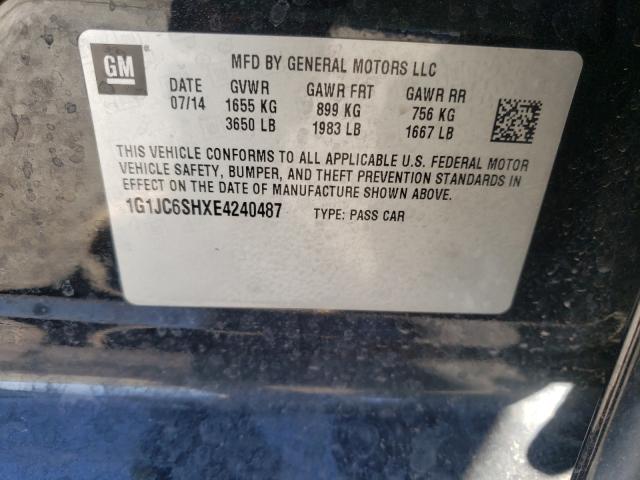 GM MFD BY GENERAL MOTORS LLC
DATE GVWR GAWR FRT GAWR RR
07/14 1655 KG 899 KG 756 KG
3650 LB 1983 LB 1667 LB
THIS VEHICLE CONFORMS TO ALL APPLICABLE U.S. FEDERAL MOTOR
VEHICLE SAFETY, BUMPER, AND THEFT PREVENTION STANDARDS IN
EFFECT ON THE DATE OF MANUFACTURE SHOWN ABOVE.
1G1JC6SHXE4240487 TYPE: PASS CAR